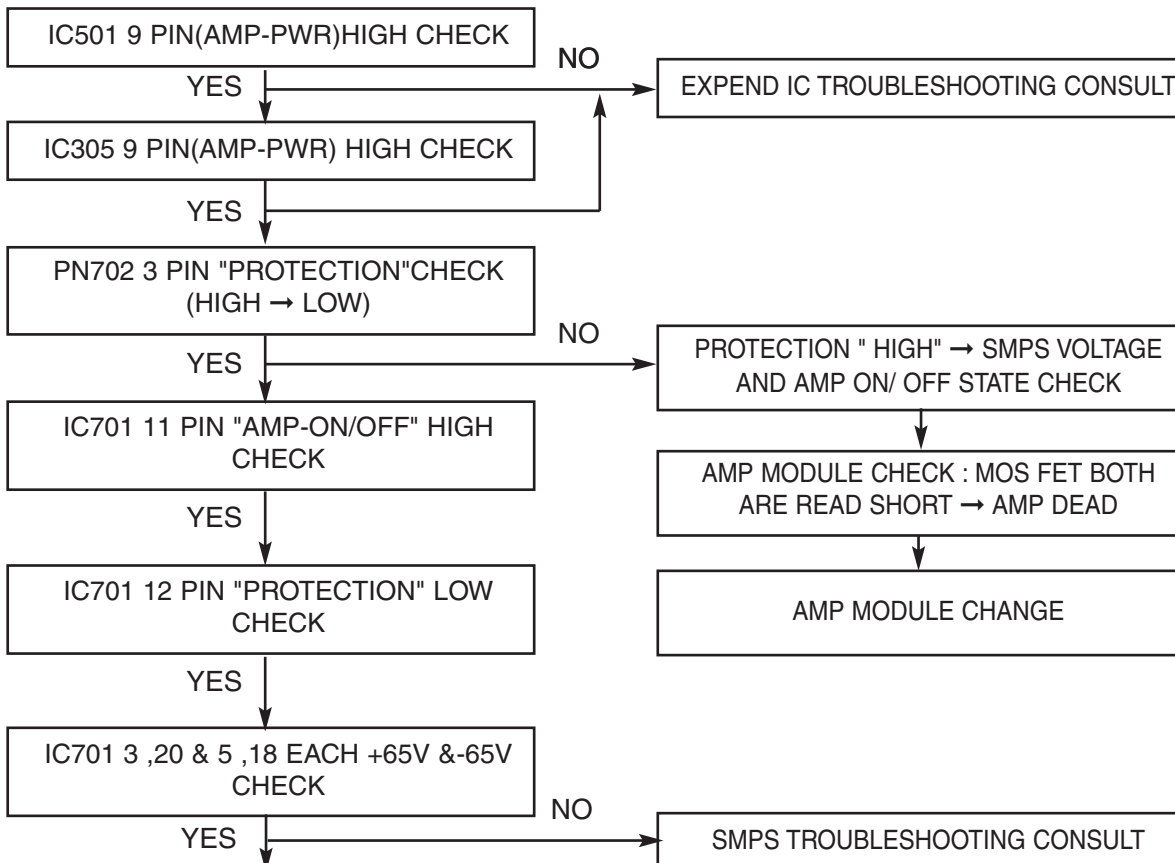 IC501 9 PIN(AMP-PWR)HIGH CHECK
NO
YES
EXPEND IC TROUBLESHOOTING CONSULT
IC305 9 PIN(AMP-PWR) HIGH CHECK
YES
PN702 3 PIN "PROTECTION"CHECK
(HIGH → LOW)
NO
YES
PROTECTION " HIGH" → SMPS VOLTAGE
AND AMP ON/ OFF STATE CHECK
IC701 11 PIN "AMP-ON/OFF" HIGH
CHECK
AMP MODULE CHECK : MOS FET BOTH
ARE READ SHORT → AMP DEAD
YES
IC701 12 PIN "PROTECTION" LOW
CHECK
AMP MODULE CHANGE
YES
IC701 3 ,20 & 5 ,18 EACH +65V &-65V
CHECK
NO
YES
SMPS TROUBLESHOOTING CONSULT